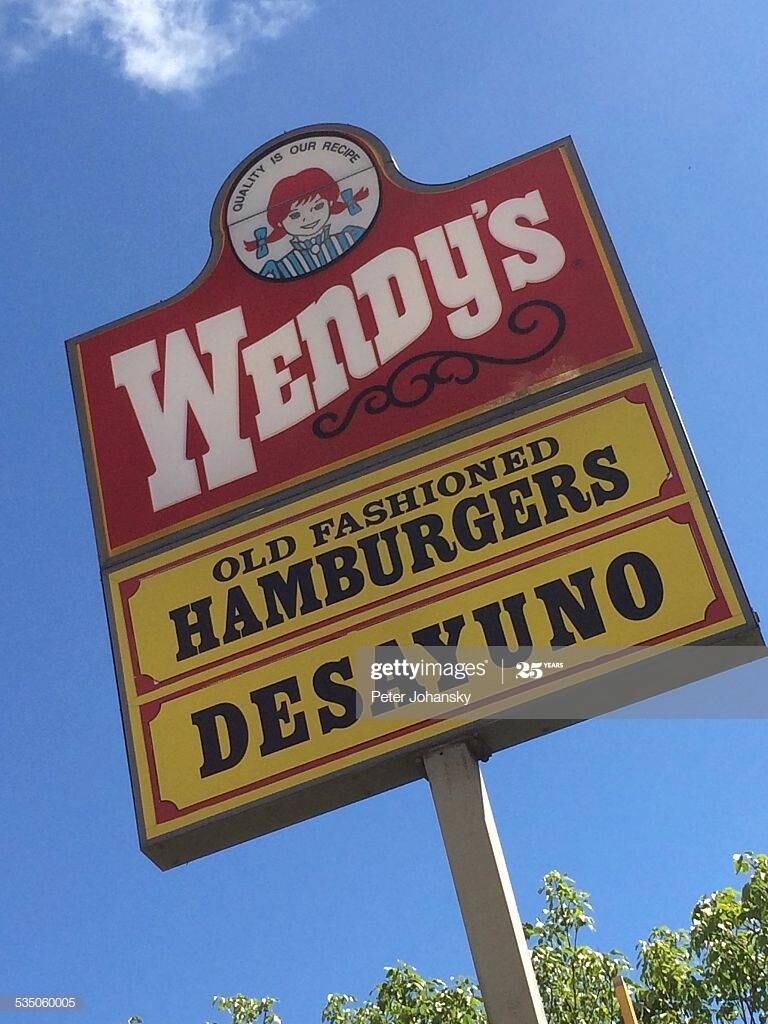 QUALITY IS OUR RECIPE
WENDY'S
OLD FASHIONED
HAMBURGERS
DESAYUNO
gettyimages 25 YEARS
Peter Johansky
535060005